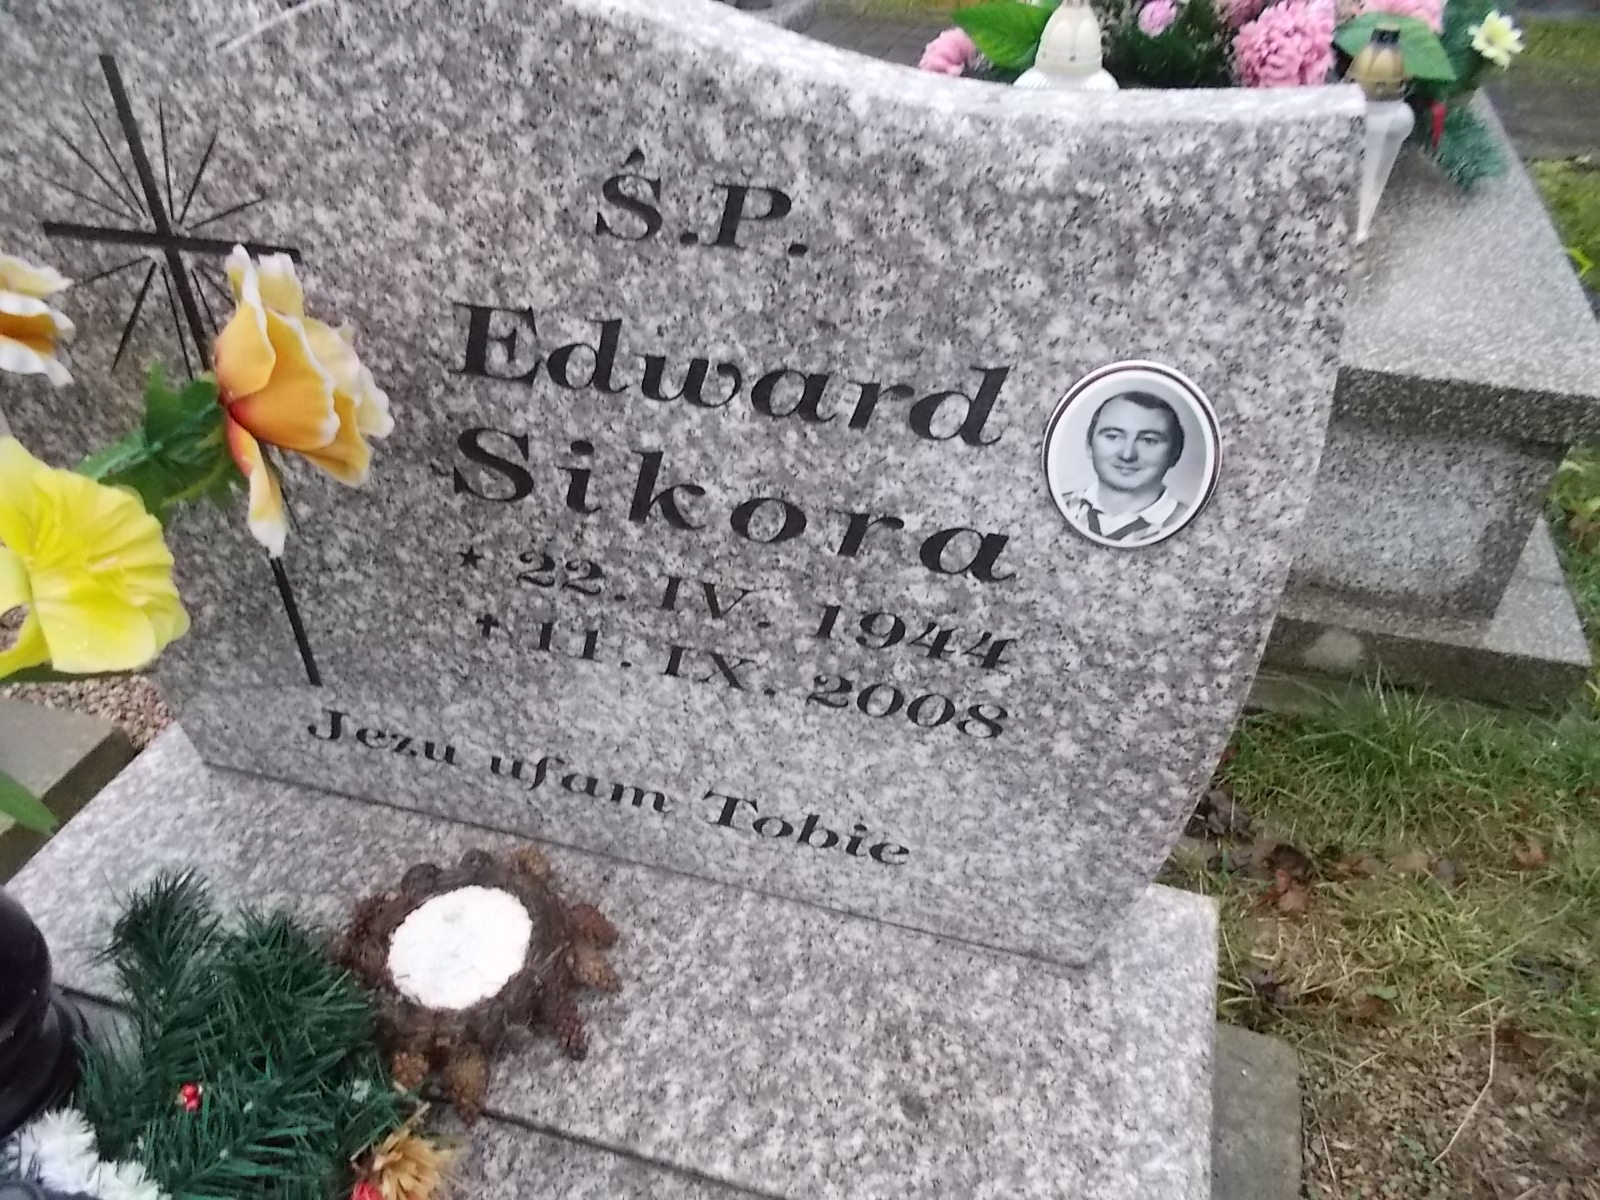 Ś.P.
Edward
Sikora
* 22. IV. 1944
✝ 11. IX. 2008
Jezu ufam Tobie